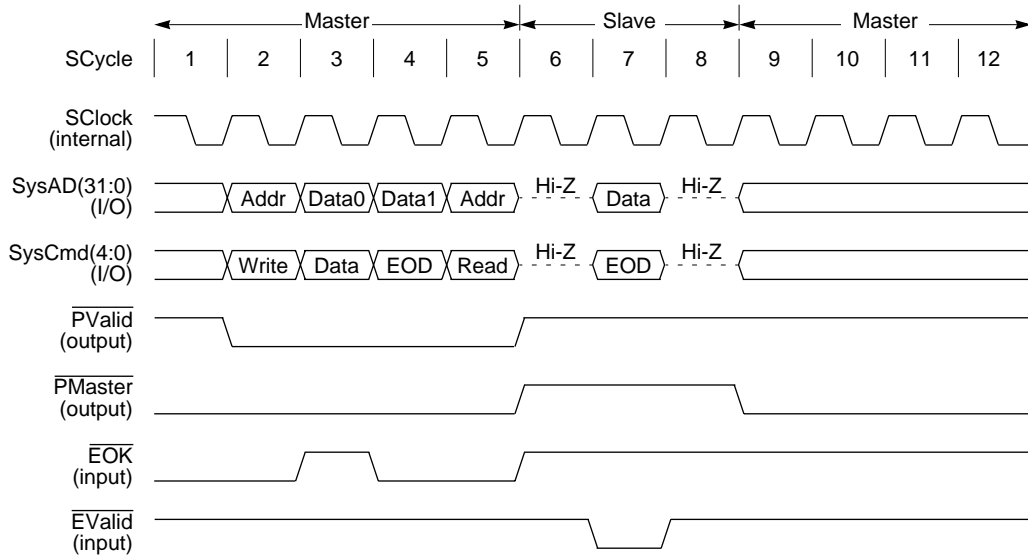 Master Slave Master
SCycle 1 2 3 4 5 6 7 8 9 10 11 12
SClock
(internal)
SysAD(31:0)
(I/O)
Addr Data0 Data1 Addr Hi-Z Data Hi-Z
SysCmd(4:0)
(I/O)
Write Data EOD Read Hi-Z EOD Hi-Z
PValid
(output)
PMaster
(output)
EOK
(input)
EValid
(input)